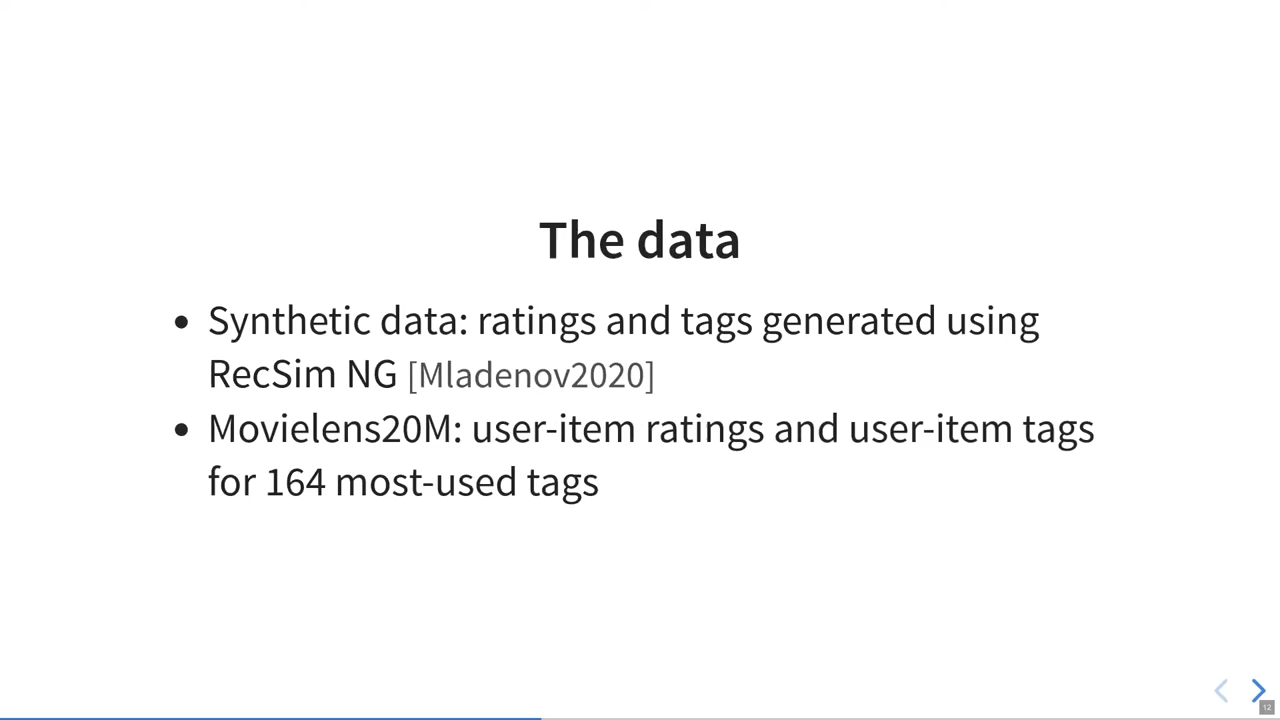 The data
• Synthetic data: ratings and tags generated using
RecSim NG [Mladenov2020]
• Movielens20M: user-item ratings and user-item tags
for 164 most-used tags
12